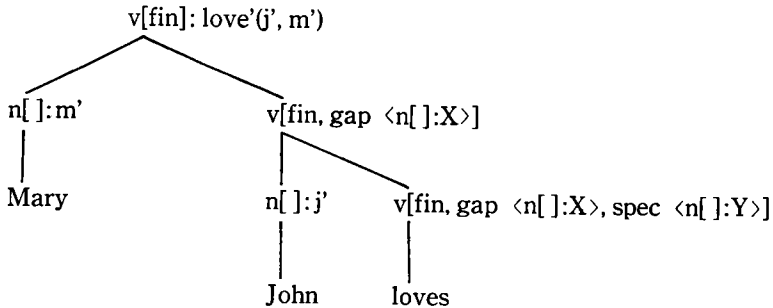 v[fin]: love’(j’, m’)
n[ ]:m’ v[fin, gap <n[ ]:X>]
Mary n[ ]:j’ v[fin, gap <n[ ]:X>, spec <n[ ]:Y>]
John loves